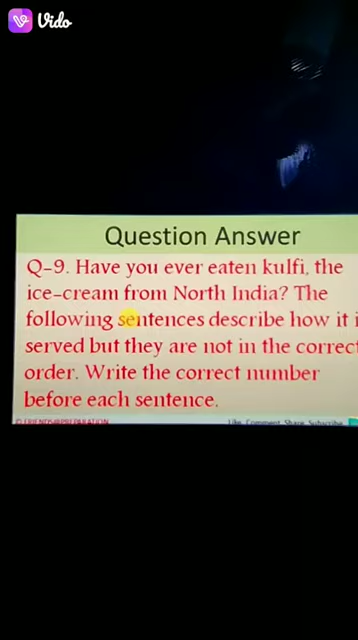 Vido
Question Answer
Q-9. Have you ever eaten kulfi, the
ice-cream from North India? The
following sentences describe how it i
served but they are not in the correct
order. Write the correct number
before each sentence.
© FRIENDS@PREPARATION
Like Comment Share Subscribe